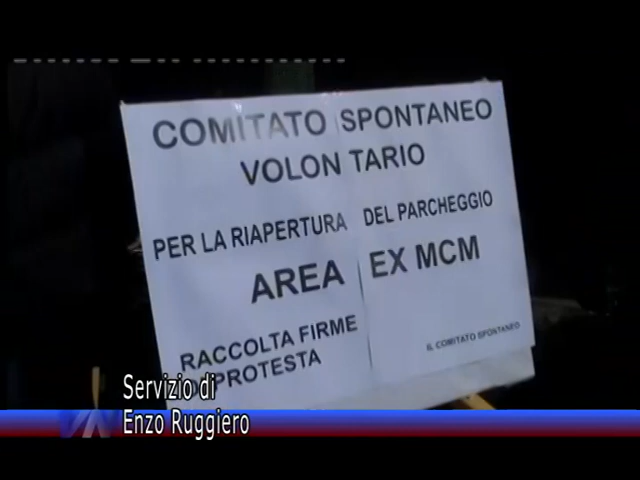 COMITATO SPONTANEO
VOLON TARIO
PER LA RIAPERTURA DEL PARCHEGGIO
AREA EX MCM
RACCOLTA FIRME
PROTESTA
IL COMITATO SPONTANEO
Servizio di
Enzo Ruggiero